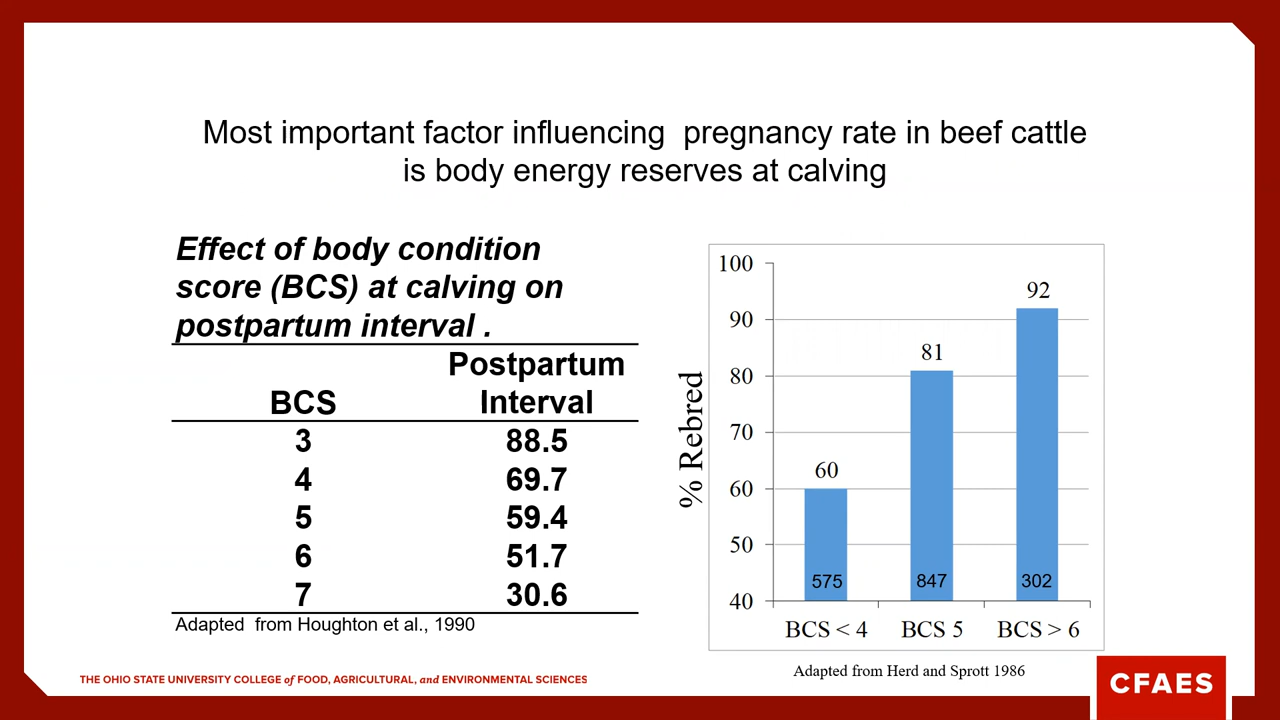 Most important factor influencing  pregnancy rate in beef cattle
is body energy reserves at calving
Effect of body condition
score (BCS) at calving on
postpartum interval .
Postpartum
BCS Interval
3 88.5
4 69.7
5 59.4
6 51.7
7 30.6
Adapted  from Houghton et al., 1990
% Rebred
100
90
80
70
60
50
40
60
81
92
575 847 302
BCS < 4 BCS 5 BCS > 6
Adapted from Herd and Sprott 1986
THE OHIO STATE UNIVERSITY COLLEGE of FOOD, AGRICULTURAL, and ENVIRONMENTAL SCIENCES
CFAES